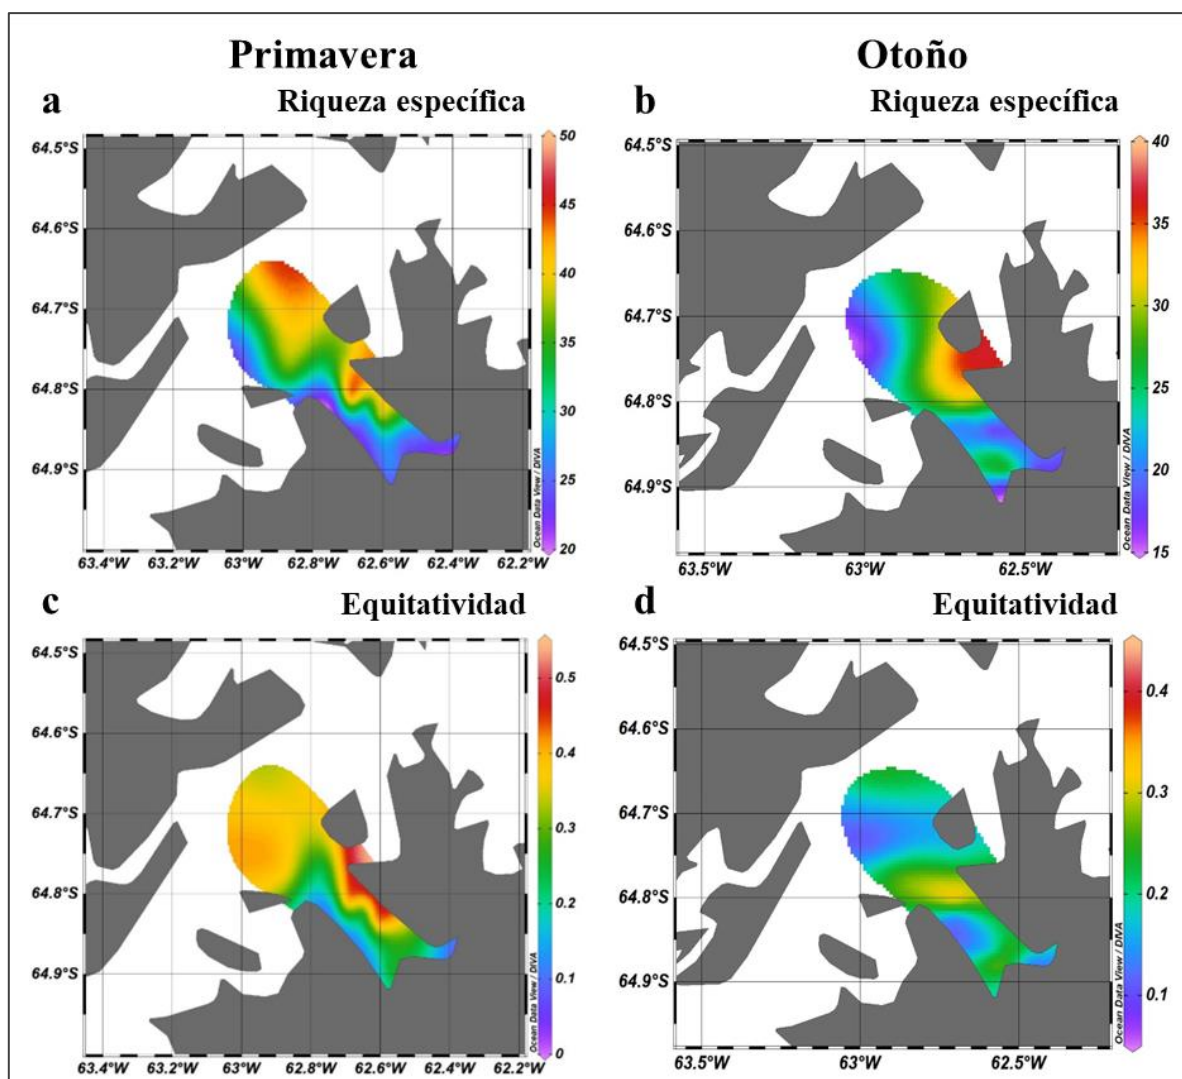 Primavera
Otoño
a
Riqueza específica
b
Riqueza específica
64.5°S
64.6°S
64.7°S
64.8°S
64.9°S
63.4°W 63.2°W 63°W 62.8°W 62.6°W 62.4°W 62.2°W
50
45
40
35
30
25
20
Ocean Data View / DIVA
64.5°S
64.6°S
64.7°S
64.8°S
64.9°S
63.5°W 63°W 62.5°W
40
35
30
25
20
15
Ocean Data View / DIVA
c
Equitatividad
d
Equitatividad
64.5°S
64.6°S
64.7°S
64.8°S
64.9°S
63.4°W 63.2°W 63°W 62.8°W 62.6°W 62.4°W 62.2°W
0.5
0.4
0.3
0.2
0.1
0
Ocean Data View / DIVA
64.5°S
64.6°S
64.7°S
64.8°S
64.9°S
63.5°W 63°W 62.5°W
0.4
0.3
0.2
0.1
Ocean Data View / DIVA